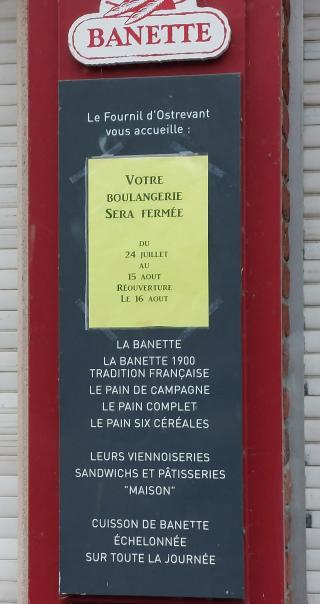 BANETTE
Le Fournil d'Ostrevant
vous accueille :
VOTRE
BOULANGERIE
SERA FERMÉE
DU
24 JUILLET
AU
15 AOUT
RÉOUVERTURE
LE 16 AOUT
LA BANETTE
LA BANETTE 1900
TRADITION FRANÇAISE
LE PAIN DE CAMPAGNE
LE PAIN COMPLET
LE PAIN SIX CÉRÉALES
LEURS VIENNOISERIES
SANDWICHS ET PÂTISSERIES
"MAISON"
CUISSON DE BANETTE
ÉCHELONNÉE
SUR TOUTE LA JOURNÉE